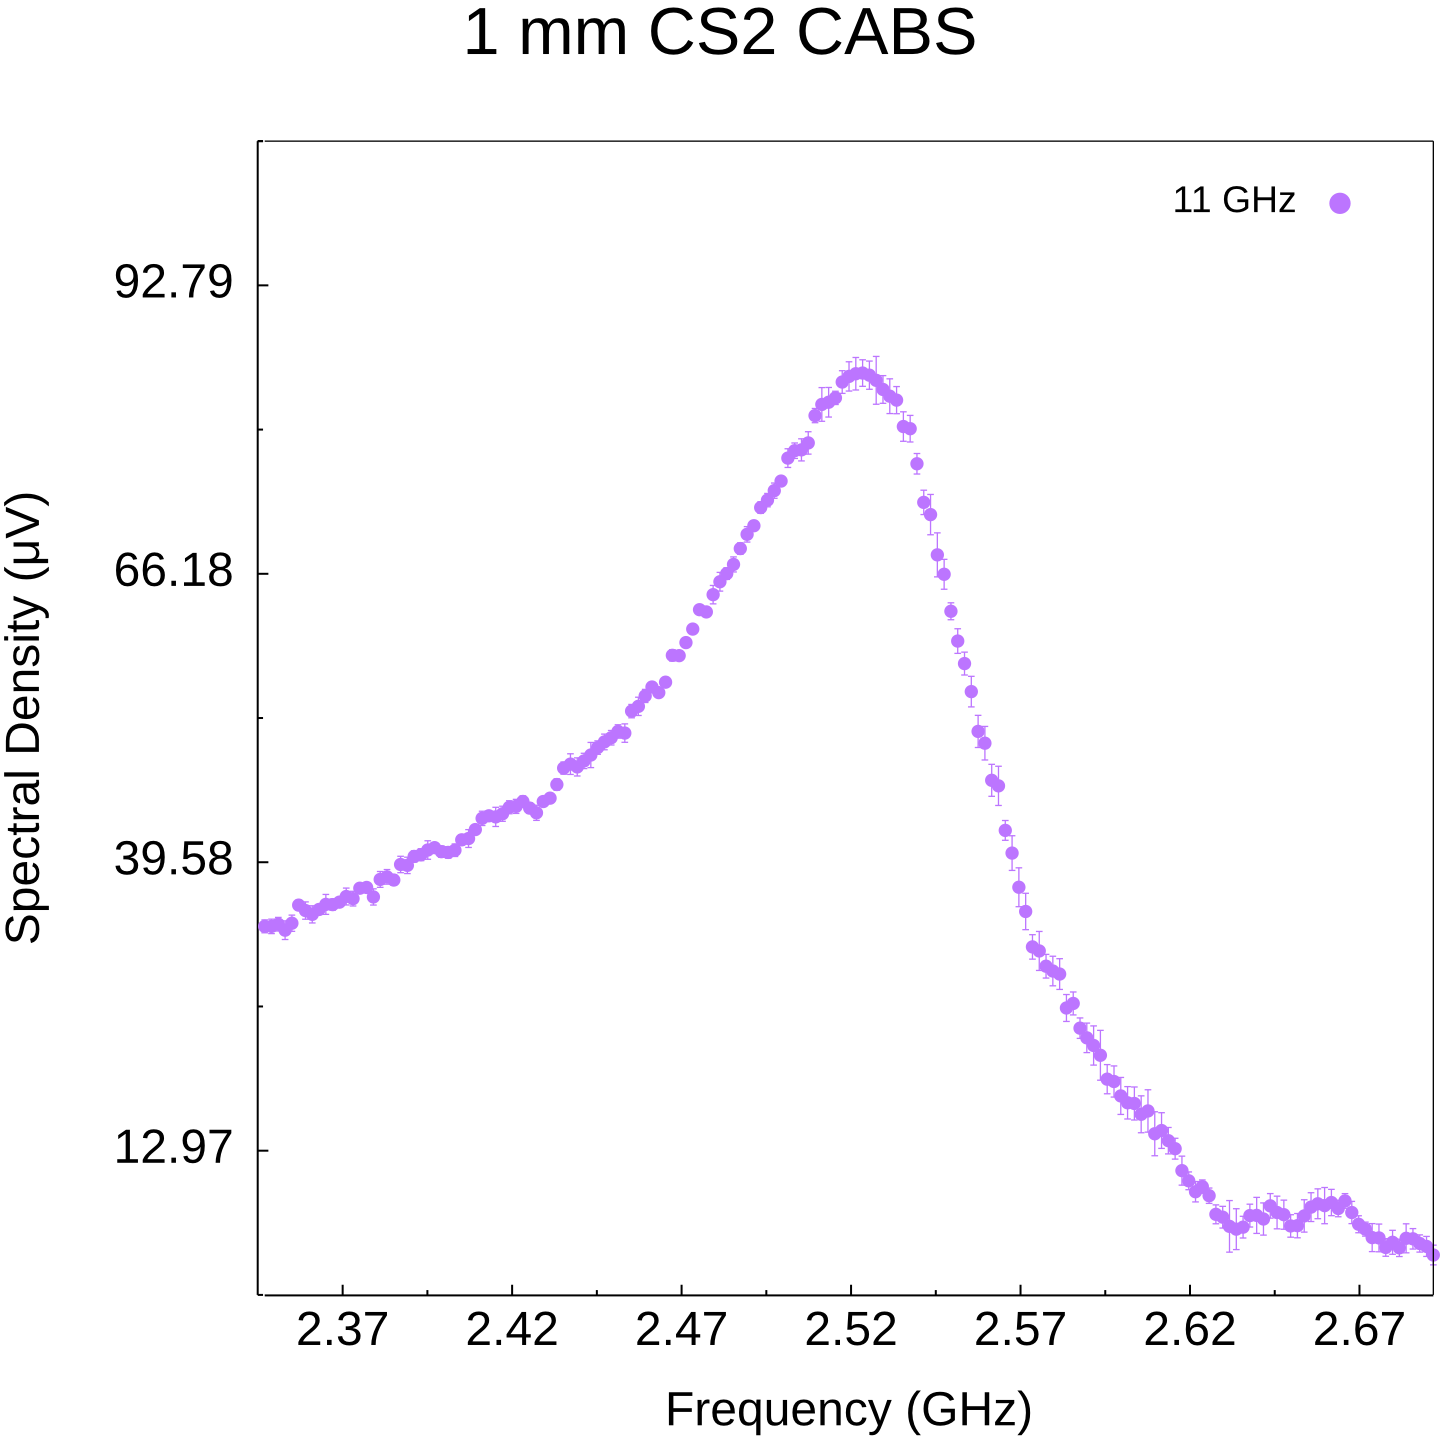 1 mm CS2 CABS
11 GHz
92.79
66.18
39.58
12.97
Spectral Density (μV)
2.37 2.42 2.47 2.52 2.57 2.62 2.67
Frequency (GHz)